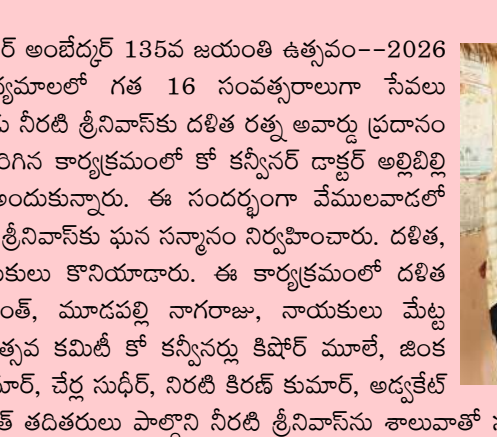 ర్ అంబేద్కర్ 135వ జయంతి ఉత్సవం--2026
్యమాలలో గత 16 సంవత్సరాలుగా సేవలు
నీరటి శ్రీనివాస్‌కు దళిత రత్న అవార్డు ప్రదానం
రిగిన కార్యక్రమంలో కో కన్వీనర్ డాక్టర్ అల్లిబిల్లి
అందుకున్నారు. ఈ సందర్భంగా వేములవాడలో
శ్రీనివాస్‌కు ఘన సన్మానం నిర్వహించారు. దళిత,
కులు కొనియాడారు. ఈ కార్యక్రమంలో దళిత
ంత్, మూడపల్లి నాగరాజు, నాయకులు మేట్ట
త్సవ కమిటీ కో కన్వీనర్లు కిషోర్ మూలే, జింక
మార్, చేర్ల సుధీర్, నిరటి కిరణ్ కుమార్, అడ్వకేట్
త్ తదితరులు పాల్గొని నీరటి శ్రీనివాస్‌ను శాలువాతో